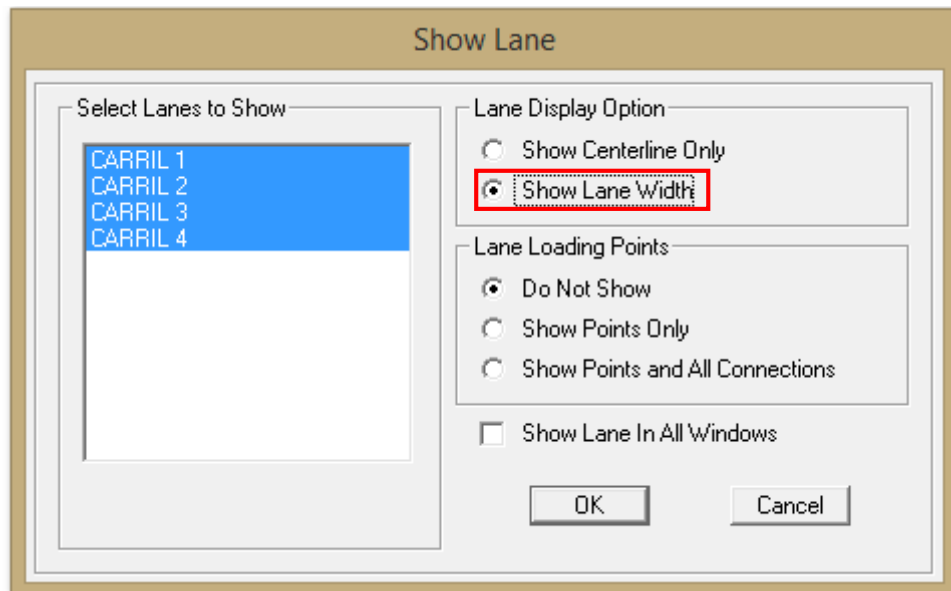 Show Lane
Select Lanes to Show
CARRIL 1
CARRIL 2
CARRIL 3
CARRIL 4
Lane Display Option
Show Centerline Only
Show Lane Width
Lane Loading Points
Do Not Show
Show Points Only
Show Points and All Connections
Show Lane In All Windows
OK
Cancel